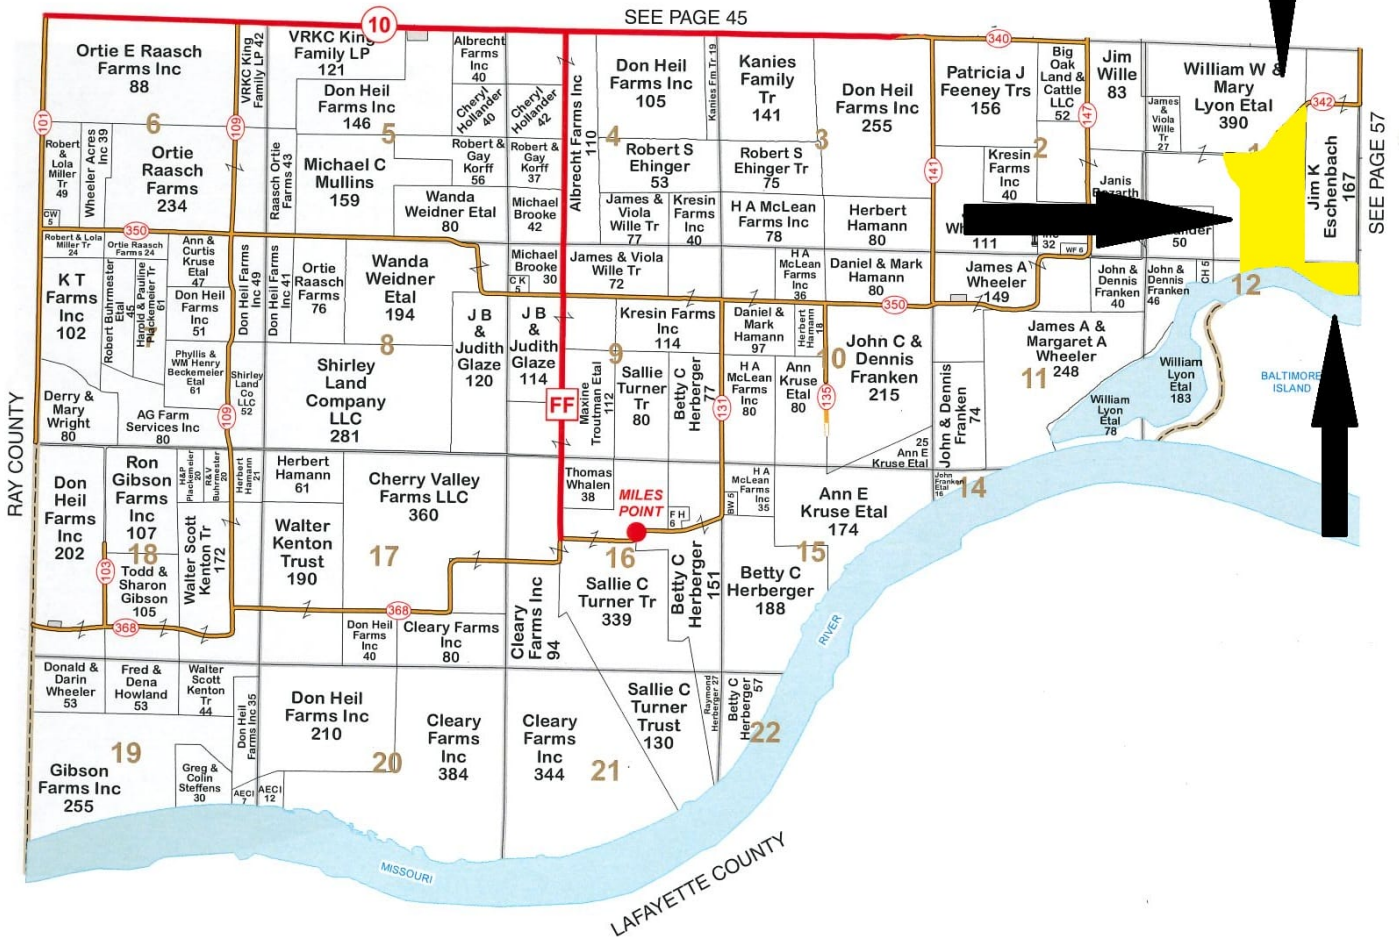 SEE PAGE 45
10
340
342
101
109
147
141
SEE PAGE 57
Ortie E Raasch
Farms Inc
88
VRKC King
Family LP 42
VRKC King
Family LP
121
Don Heil
Farms Inc
146
Albrecht
Farms
Inc
40
Cheryl
Hollander
40
Cheryl
Hollander
42
Albrecht Farms Inc
110
Don Heil
Farms Inc
105
Kanies Fm Tr 19
Kanies
Family
Tr
141
Don Heil
Farms Inc
255
Patricia J
Feeney Trs
156
Big
Oak
Land &
Cattle
LLC
52
Jim
Wille
83
William W &
Mary
Lyon Etal
390
James
&
Viola
Wille
Tr
27
6
5
4
3
2
Robert
&
Lola
Miller
Tr
49
CW
5
Wheeler Acres
Inc 39
Ortie
Raasch
Farms
234
Raasch Ortie
Farms 43
Michael C
Mullins
159
Robert &
Gay
Korff
56
Robert &
Gay
Korff
37
Wanda
Weidner Etal
80
Michael
Brooke
42
Robert S
Ehinger
53
Robert S
Ehinger Tr
75
James &
Viola
Wille Tr
77
Kresin
Farms
Inc
40
H A McLean
Farms Inc
78
Herbert
Hamann
80
Kresin
Farms
Inc
40
Janis
111
32
WF 6
50
Jim K
Eschenbach
167
350
Robert & Lola
Miller Tr
24
Ortie Raasch
Farms 24
Ann &
Curtis
Kruse
Etal
47
K T
Farms
Inc
102
Robert Buhrmester
Etal
45
Harold & Pauline
Plackemeier Tr
61
Don Heil
Farms
Inc
51
Phyllis &
WM Henry
Beckemeier
Etal
61
Don Heil Farms
Inc 49
Don Heil Farms
Inc 41
Ortie
Raasch
Farms
76
Wanda
Weidner
Etal
194
8
Shirley
Land
Company
LLC
281
Shirley
Land
Co
LLC
52
J B
&
Judith
Glaze
120
J B
&
Judith
Glaze
114
Michael
Brooke
30
C K
5
James & Viola
Wille Tr
72
H A
McLean
Farms
Inc
36
Daniel & Mark
Hamann
80
350
James A
Wheeler
149
John &
Dennis
Franken
40
John &
Dennis
Franken
46
CH 5
12
Kresin Farms
Inc
114
9
Daniel &
Mark
Hamann
97
Herbert
Hamann
18
10
John C &
Dennis
Franken
215
James A &
Margaret A
Wheeler
248
11
William
Lyon
Etal
183
William
Lyon
Etal
78
BALTIMORE
ISLAND
RAY COUNTY
Derry &
Mary
Wright
80
AG Farm
Services Inc
80
109
FF
Maxine
Troutman Etal
112
Sallie
Turner
Tr
80
Betty C
Herberger
77
131
H A
McLean
Farms
Inc
80
Ann
Kruse
Etal
80
135
25
Ann E
Kruse Etal
John & Dennis
Franken
74
John
Franken
Etal
16
14
Don
Heil
Farms
Inc
202
Ron
Gibson
Farms
Inc
107
18
H&P
Plackemeier
20
R&V
Buhrmester
20
Herbert
Hamann
21
Herbert
Hamann
61
Cherry Valley
Farms LLC
360
Thomas
Whalen
38
MILES
POINT
F H
6
BW 5
H A
McLean
Farms
Inc
35
Ann E
Kruse Etal
174
15
Walter Scott
Kenton Tr
172
Walter
Kenton
Trust
190
17
16
103
Todd &
Sharon
Gibson
105
Sallie C
Turner Tr
339
Betty C
Herberger
151
Betty C
Herberger
188
RIVER
368
368
Don Heil
Farms
Inc
40
Cleary Farms
Inc
80
Cleary
Farms Inc
94
Donald &
Darin
Wheeler
53
Fred &
Dena
Howland
53
Walter
Scott
Kenton
Tr
44
Don Heil
Farms Inc 35
Don Heil
Farms Inc
210
20
Cleary
Farms
Inc
384
Cleary
Farms
Inc
344
21
Sallie C
Turner
Trust
130
Raymond
Herberger 27
Betty C
Herberger
57
22
19
Gibson
Farms Inc
255
Greg &
Colin
Steffens
30
AECI
7
AECI
12
MISSOURI
LAFAYETTE COUNTY